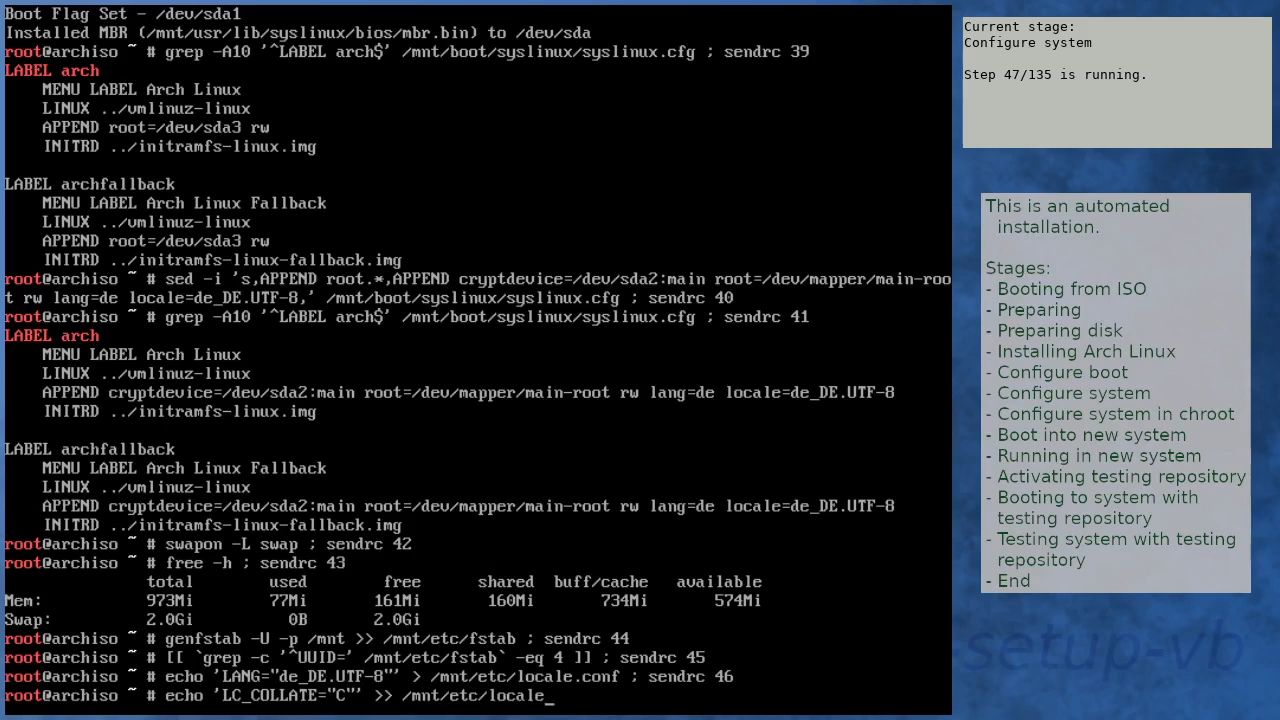 Boot Flag Set - /dev/sda1
Installed MBR (/mnt/usr/lib/syslinux/bios/mbr.bin) to /dev/sda
root@archiso ~ # grep -A10 '^LABEL arch$' /mnt/boot/syslinux/syslinux.cfg ; sendrc 39
LABEL arch
    MENU LABEL Arch Linux
    LINUX ../vmlinuz-linux
    APPEND root=/dev/sda3 rw
    INITRD ../initramfs-linux.img

LABEL archfallback
    MENU LABEL Arch Linux Fallback
    LINUX ../vmlinuz-linux
    APPEND root=/dev/sda3 rw
    INITRD ../initramfs-linux-fallback.img
root@archiso ~ # sed -i 's,APPEND root.*,APPEND cryptdevice=/dev/sda2:main root=/dev/mapper/main-roo
t rw lang=de locale=de_DE.UTF-8,' /mnt/boot/syslinux/syslinux.cfg ; sendrc 40
root@archiso ~ # grep -A10 '^LABEL arch$' /mnt/boot/syslinux/syslinux.cfg ; sendrc 41
LABEL arch
    MENU LABEL Arch Linux
    LINUX ../vmlinuz-linux
    APPEND cryptdevice=/dev/sda2:main root=/dev/mapper/main-root rw lang=de locale=de_DE.UTF-8
    INITRD ../initramfs-linux.img

LABEL archfallback
    MENU LABEL Arch Linux Fallback
    LINUX ../vmlinuz-linux
    APPEND cryptdevice=/dev/sda2:main root=/dev/mapper/main-root rw lang=de locale=de_DE.UTF-8
    INITRD ../initramfs-linux-fallback.img
root@archiso ~ # swapon -L swap ; sendrc 42
root@archiso ~ # free -h ; sendrc 43
               total        used        free      shared  buff/cache   available
Mem:           973Mi        77Mi       161Mi       160Mi       734Mi       574Mi
Swap:          2.0Gi          0B       2.0Gi
root@archiso ~ # genfstab -U -p /mnt >> /mnt/etc/fstab ; sendrc 44
root@archiso ~ # [[ `grep -c '^UUID=' /mnt/etc/fstab` -eq 4 ]] ; sendrc 45
root@archiso ~ # echo 'LANG="de_DE.UTF-8"' > /mnt/etc/locale.conf ; sendrc 46
root@archiso ~ # echo 'LC_COLLATE="C"' >> /mnt/etc/locale_
Current stage:
Configure system

Step 47/135 is running.
This is an automated
installation.

Stages:
- Booting from ISO
- Preparing
- Preparing disk
- Installing Arch Linux
- Configure boot
- Configure system
- Configure system in chroot
- Boot into new system
- Running in new system
- Activating testing repository
- Booting to system with
testing repository
- Testing system with testing
repository
- End
setup-vb